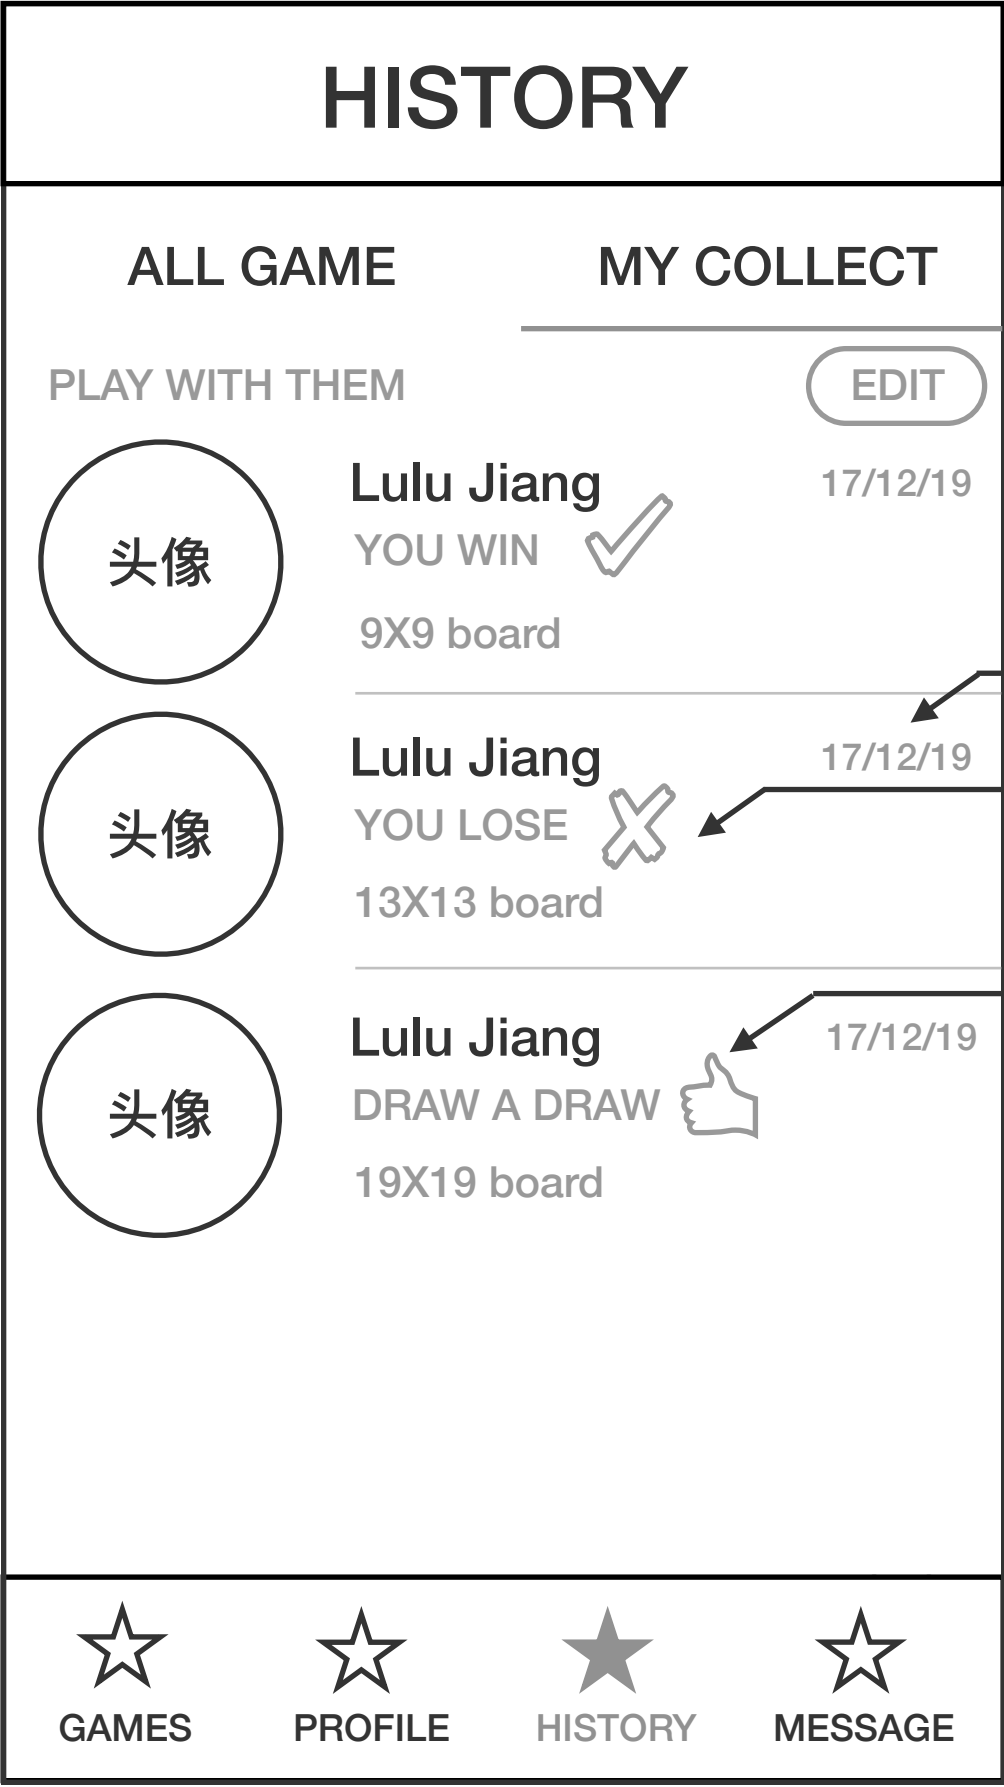 HISTORY
ALL GAME MY COLLECT
PLAY WITH THEM EDIT
头像 Lulu Jiang 17/12/19
YOU WIN
9X9 board
头像 Lulu Jiang 17/12/19
YOU LOSE
13X13 board
头像 Lulu Jiang 17/12/19
DRAW A DRAW
19X19 board
GAMES PROFILE HISTORY MESSAGE